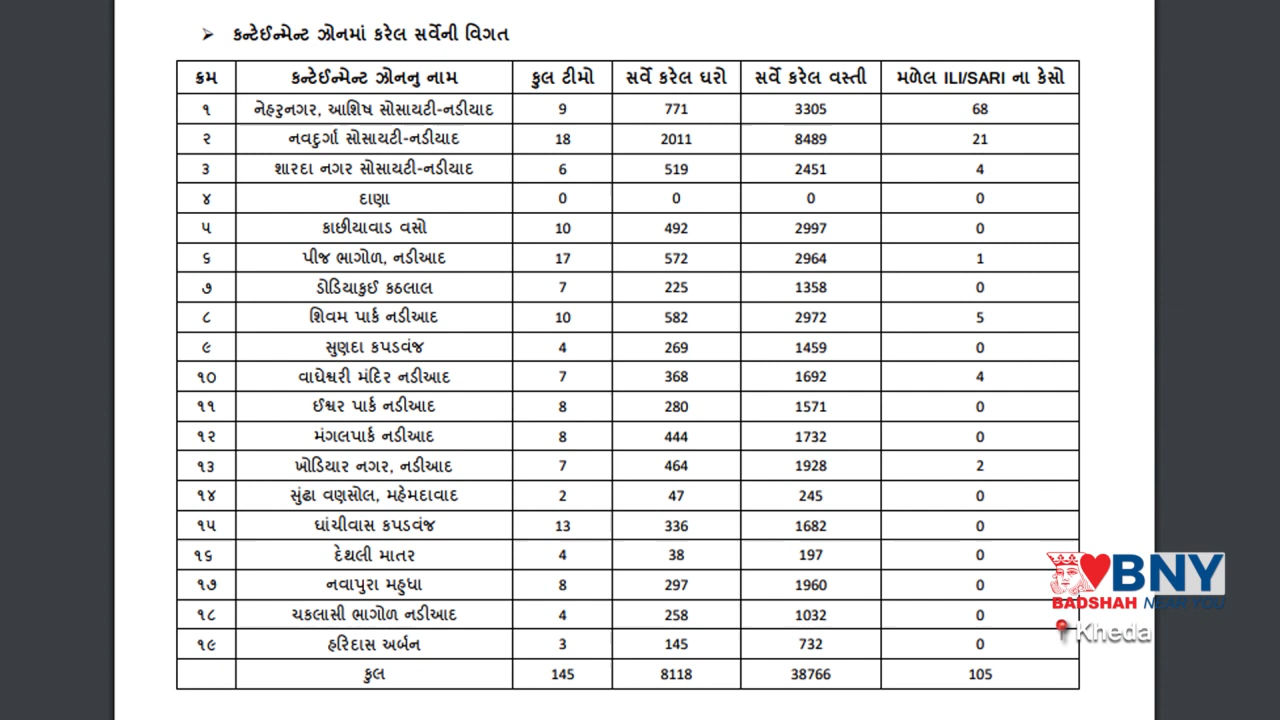 ➢ કન્ટેઈન્મેન્ટ ઝોનમાં કરેલ સર્વેની વિગત
ક્રમ કન્ટેઈન્મેન્ટ ઝોનનુ નામ કુલ ટીમો સર્વે કરેલ ઘરો સર્વે કરેલ વસ્તી મળેલ ILI/SARI ના કેસો
૧ નેહરુનગર, આશિષ સોસાયટી-નડીયાદ 9 771 3305 68
૨ નવદુર્ગા સોસાયટી-નડીયાદ 18 2011 8489 21
૩ શારદા નગર સોસાયટી-નડીયાદ 6 519 2451 4
૪ દાણા 0 0 0 0
૫ કાછીયાવાડ વસો 10 492 2997 0
૬ પીજ ભાગોળ, નડીઆદ 17 572 2964 1
૭ ડોડિયાકુઈ કઠલાલ 7 225 1358 0
૮ શિવમ પાર્ક નડીઆદ 10 582 2972 5
૯ સુણદા કપડવંજ 4 269 1459 0
૧૦ વાઘેશ્વરી મંદિર નડીઆદ 7 368 1692 4
૧૧ ઈશ્વર પાર્ક નડીઆદ 8 280 1571 0
૧૨ મંગલપાર્ક નડીઆદ 8 444 1732 0
૧૩ ખોડિયાર નગર, નડીઆદ 7 464 1928 2
૧૪ સુંઢા વણસોલ, મહેમદાવાદ 2 47 245 0
૧૫ ઘાંચીવાસ કપડવંજ 13 336 1682 0
૧૬ દેથલી માતર 4 38 197 0
૧૭ નવાપુરા મહુધા 8 297 1960 0
૧૮ ચકલાસી ભાગોળ નડીઆદ 4 258 1032 0
૧૯ હરિદાસ અર્બન 3 145 732 0
કુલ 145 8118 38766 105
BNY
BADSHAH NEAR YOU
Kheda